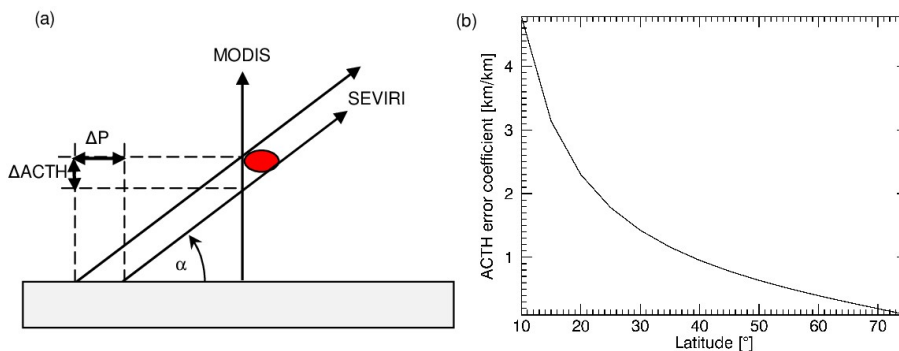 (a)
MODIS
SEVIRI
ΔP
ΔACTH
α
(b)
ACTH error coefficient [km/km]
4
3
2
1
10 20 30 40 50 60 70
Latitude [°]